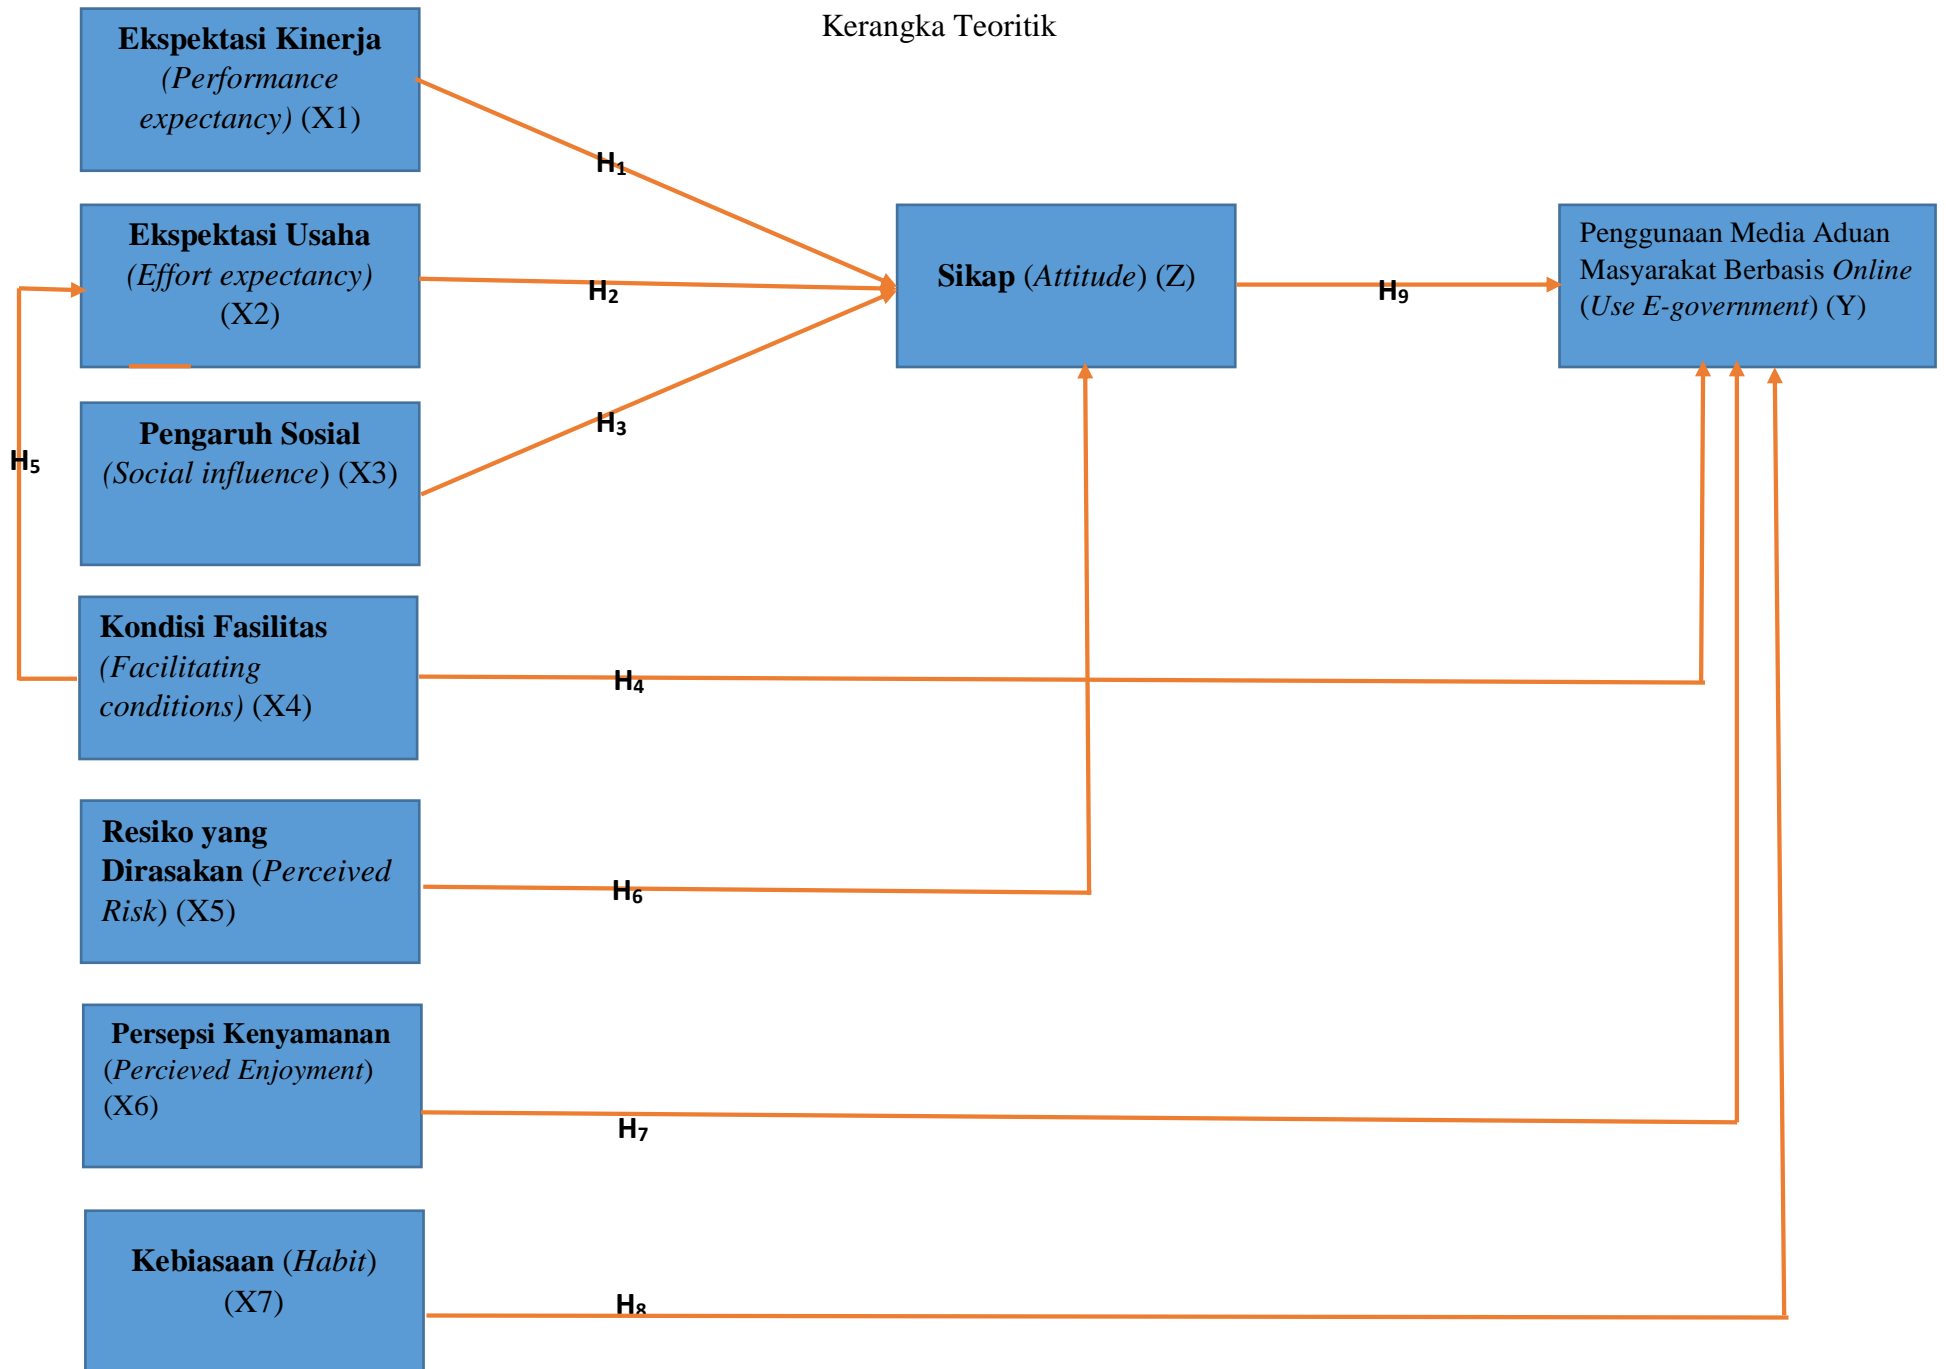 Kerangka Teoritik
Ekspektasi Kinerja
(Performance
expectancy) (X1)
H1
Ekspektasi Usaha
(Effort expectancy)
(X2)
H2
Sikap (Attitude) (Z)
H9
Penggunaan Media Aduan
Masyarakat Berbasis Online
(Use E-government) (Y)
Pengaruh Sosial
(Social influence) (X3)
H3
H5
Kondisi Fasilitas
(Facilitating
conditions) (X4)
H4
Resiko yang
Dirasakan (Perceived
Risk) (X5)
H6
Persepsi Kenyamanan
(Percieved Enjoyment)
(X6)
H7
Kebiasaan (Habit)
(X7)
H8